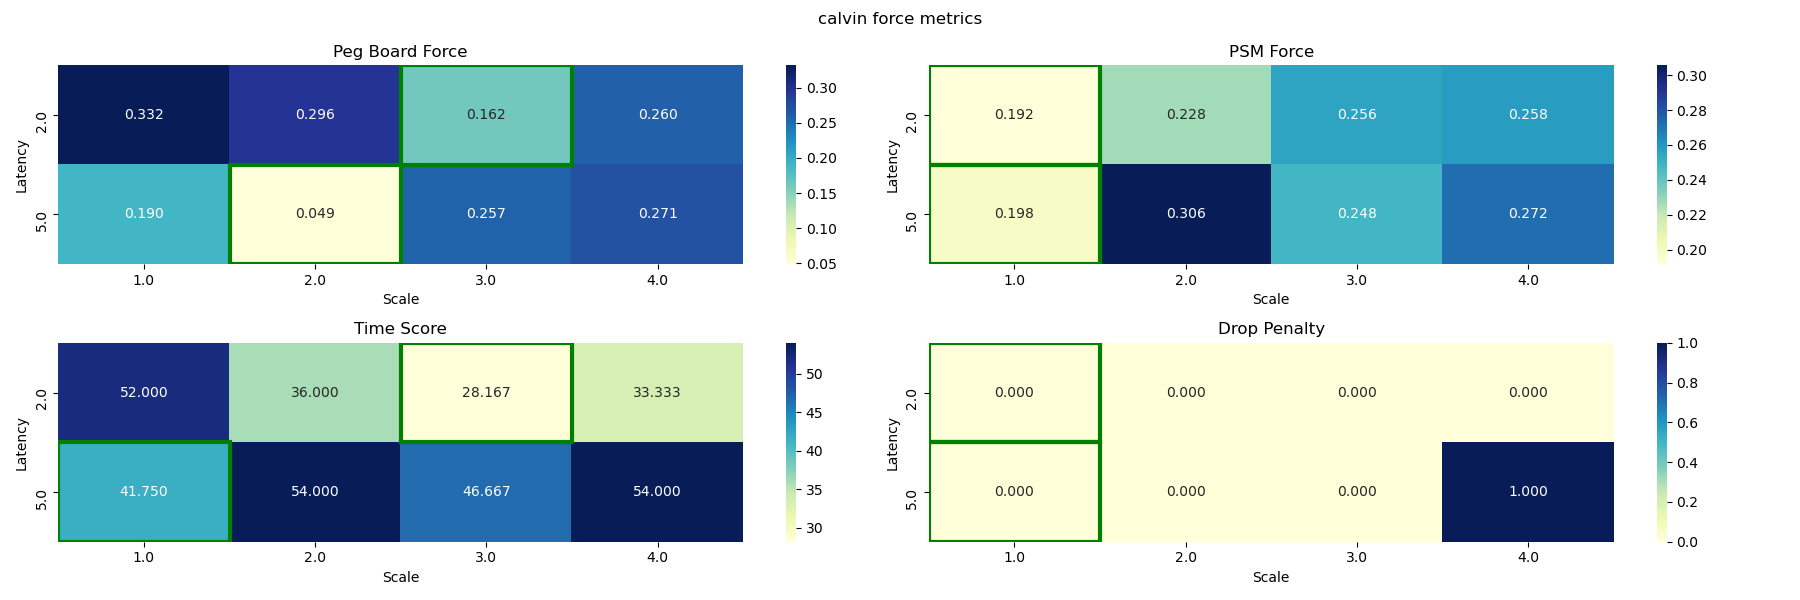 calvin force metrics
Peg Board Force
PSM Force
Latency
2.0
0.332 0.296 0.162 0.260
5.0
0.190 0.049 0.257 0.271
1.0 2.0 3.0 4.0
Scale
0.30
0.25
0.20
0.15
0.10
0.05
Latency
2.0
0.192 0.228 0.256 0.258
5.0
0.198 0.306 0.248 0.272
1.0 2.0 3.0 4.0
Scale
0.30
0.28
0.26
0.24
0.22
0.20
Time Score
Drop Penalty
Latency
2.0
52.000 36.000 28.167 33.333
5.0
41.750 54.000 46.667 54.000
1.0 2.0 3.0 4.0
Scale
50
45
40
35
30
Latency
2.0
0.000 0.000 0.000 0.000
5.0
0.000 0.000 0.000 1.000
1.0 2.0 3.0 4.0
Scale
1.0
0.8
0.6
0.4
0.2
0.0